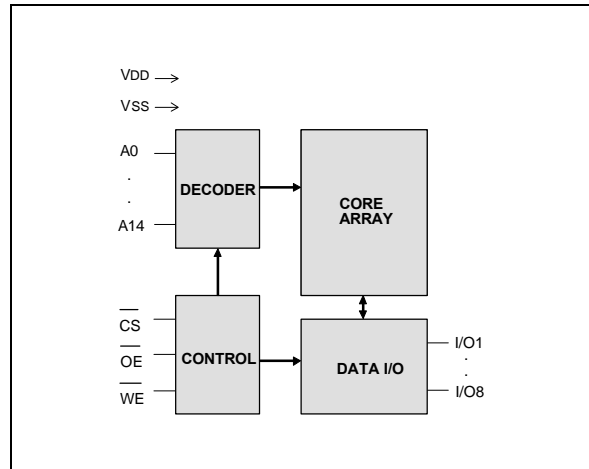 VDD
VSS
A0
.
.
A14
DECODER
CORE
ARRAY
CS
OE
WE
CONTROL
DATA I/O
I/O1
.
.
I/O8